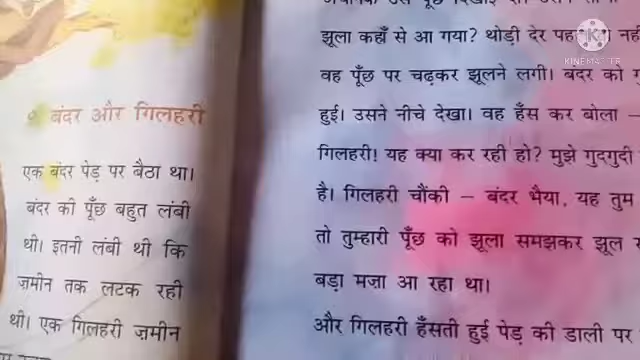 बंदर और गिलहरी
एक बंदर पेड़ पर बैठा था।
बंदर की पूँछ बहुत लंबी
थी। इतनी लंबी थी कि
ज़मीन तक लटक रही
थी। एक गिलहरी ज़मीन
झूला कहाँ से आ गया? थोड़ी देर
वह पूँछ पर चढ़कर झूलने लगी। बंदर को
हुई। उसने नीचे देखा। वह हँस कर बोला –
गिलहरी! यह क्या कर रही हो? मुझे गुदगुदी
है। गिलहरी चौंकी – बंदर भैया, यह तुम
तो तुम्हारी पूँछ को झूला समझकर झूल
बड़ा मज़ा आ रहा था।
और गिलहरी हँसती हुई पेड़ की डाली पर
KINEMASTER